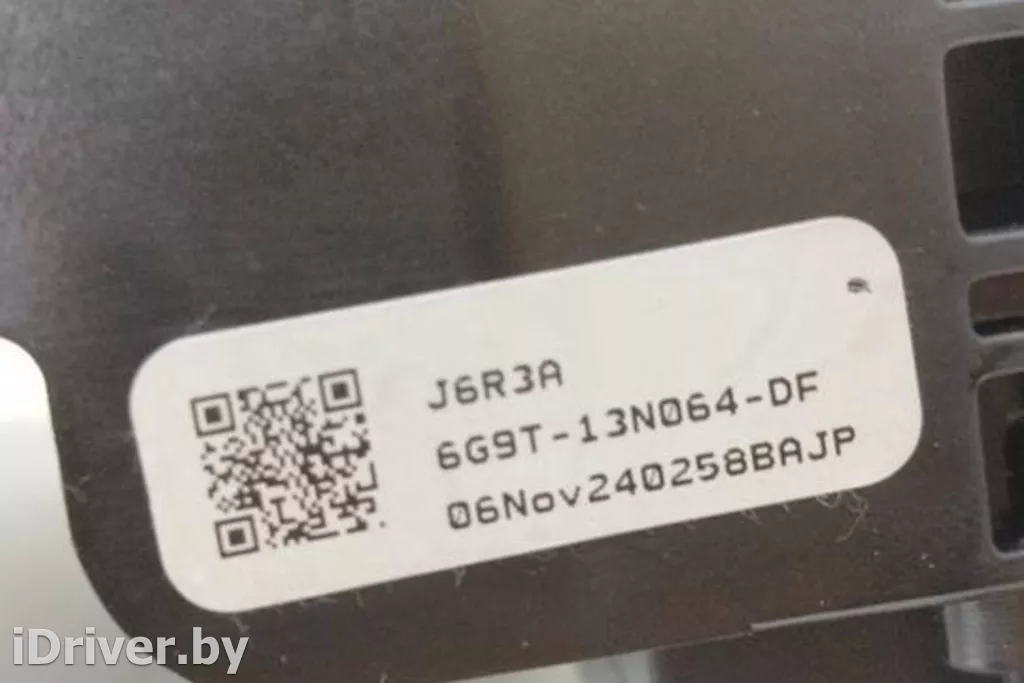 J6R3A
6G9T-13N064-DF
06Nov240258BAJP
iDriver.by